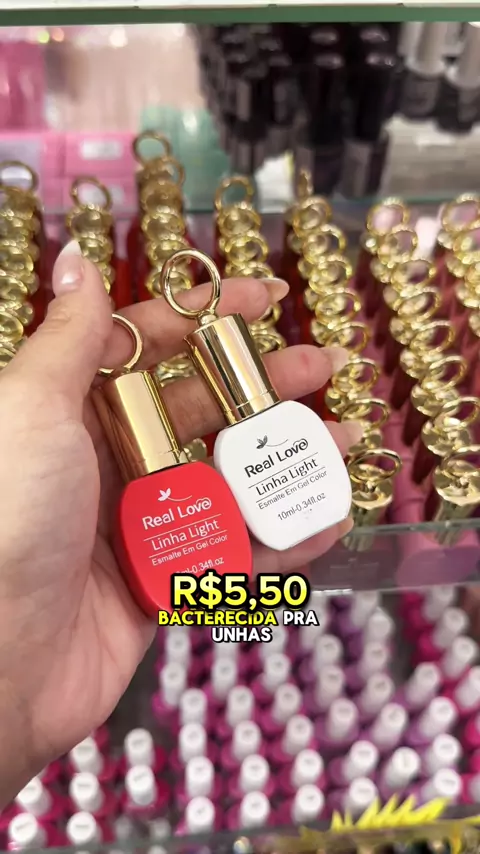 Real Love
Linha Light
Esmalte Em Gel Color
10ml-0.34fl.oz
Real Love
Linha Light
Esmalte Em Gel Color
0.34fl.oz
R$5,50
BACTERECIDA PRA
UNHAS